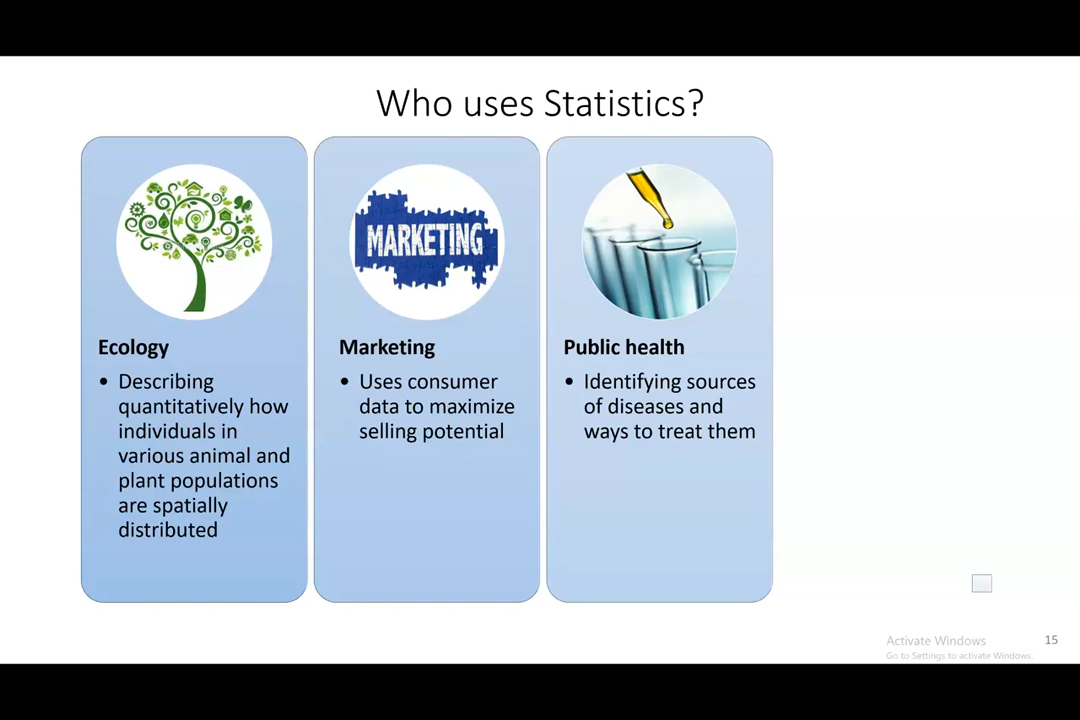 Who uses Statistics?
MARKETING
Ecology
• Describing
quantitatively how
individuals in
various animal and
plant populations
are spatially
distributed
Marketing
• Uses consumer
data to maximize
selling potential
Public health
• Identifying sources
of diseases and
ways to treat them
Activate Windows
Go to Settings to activate Windows.
15